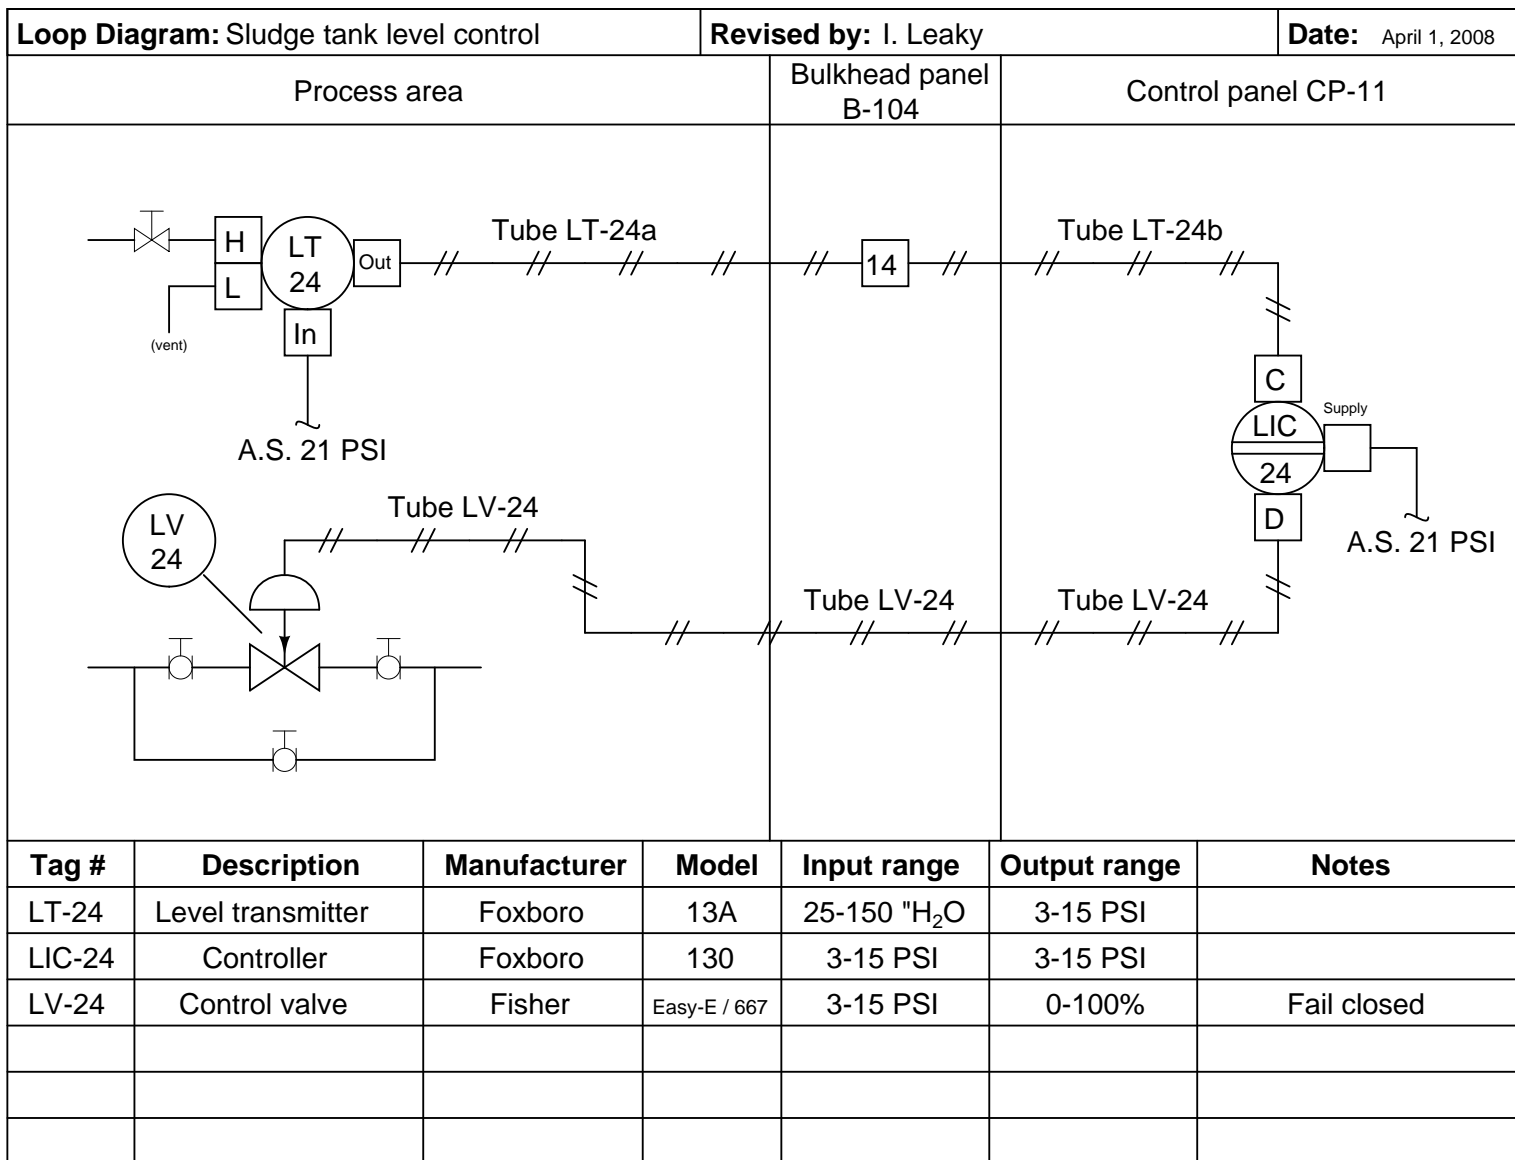 Loop Diagram: Sludge tank level control Revised by: I. Leaky Date: April 1, 2008
Process area Bulkhead panel B-104 Control panel CP-11
H
L
LT
24
Out
In
(vent)
A.S. 21 PSI
Tube LT-24a
14
Tube LT-24b
C
LIC
24
Supply
D
A.S. 21 PSI
LV
24
Tube LV-24
Tube LV-24
Tube LV-24
Tag # Description Manufacturer Model Input range Output range Notes
LT-24 Level transmitter Foxboro 13A 25-150 "H₂O 3-15 PSI
LIC-24 Controller Foxboro 130 3-15 PSI 3-15 PSI
LV-24 Control valve Fisher Easy-E / 667 3-15 PSI 0-100% Fail closed